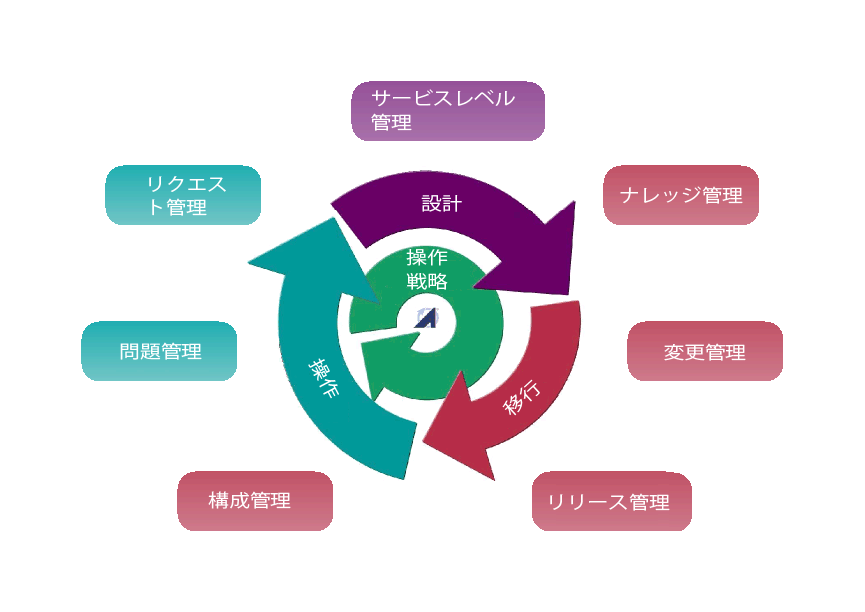 サービスレベル
管理
リクエス
ト管理
ナレッジ管理
設計
操作
戦略
問題管理
変更管理
操作
移行
構成管理
リリース管理